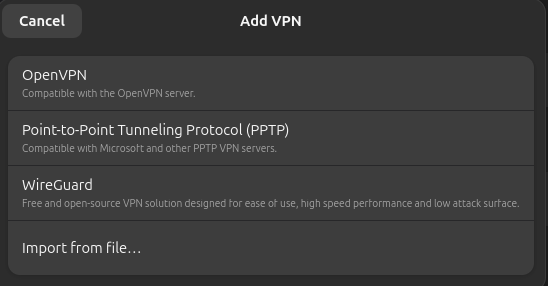 Cancel
Add VPN
OpenVPN
Compatible with the OpenVPN server.
Point-to-Point Tunneling Protocol (PPTP)
Compatible with Microsoft and other PPTP VPN servers.
WireGuard
Free and open-source VPN solution designed for ease of use, high speed performance and low attack surface.
Import from file…